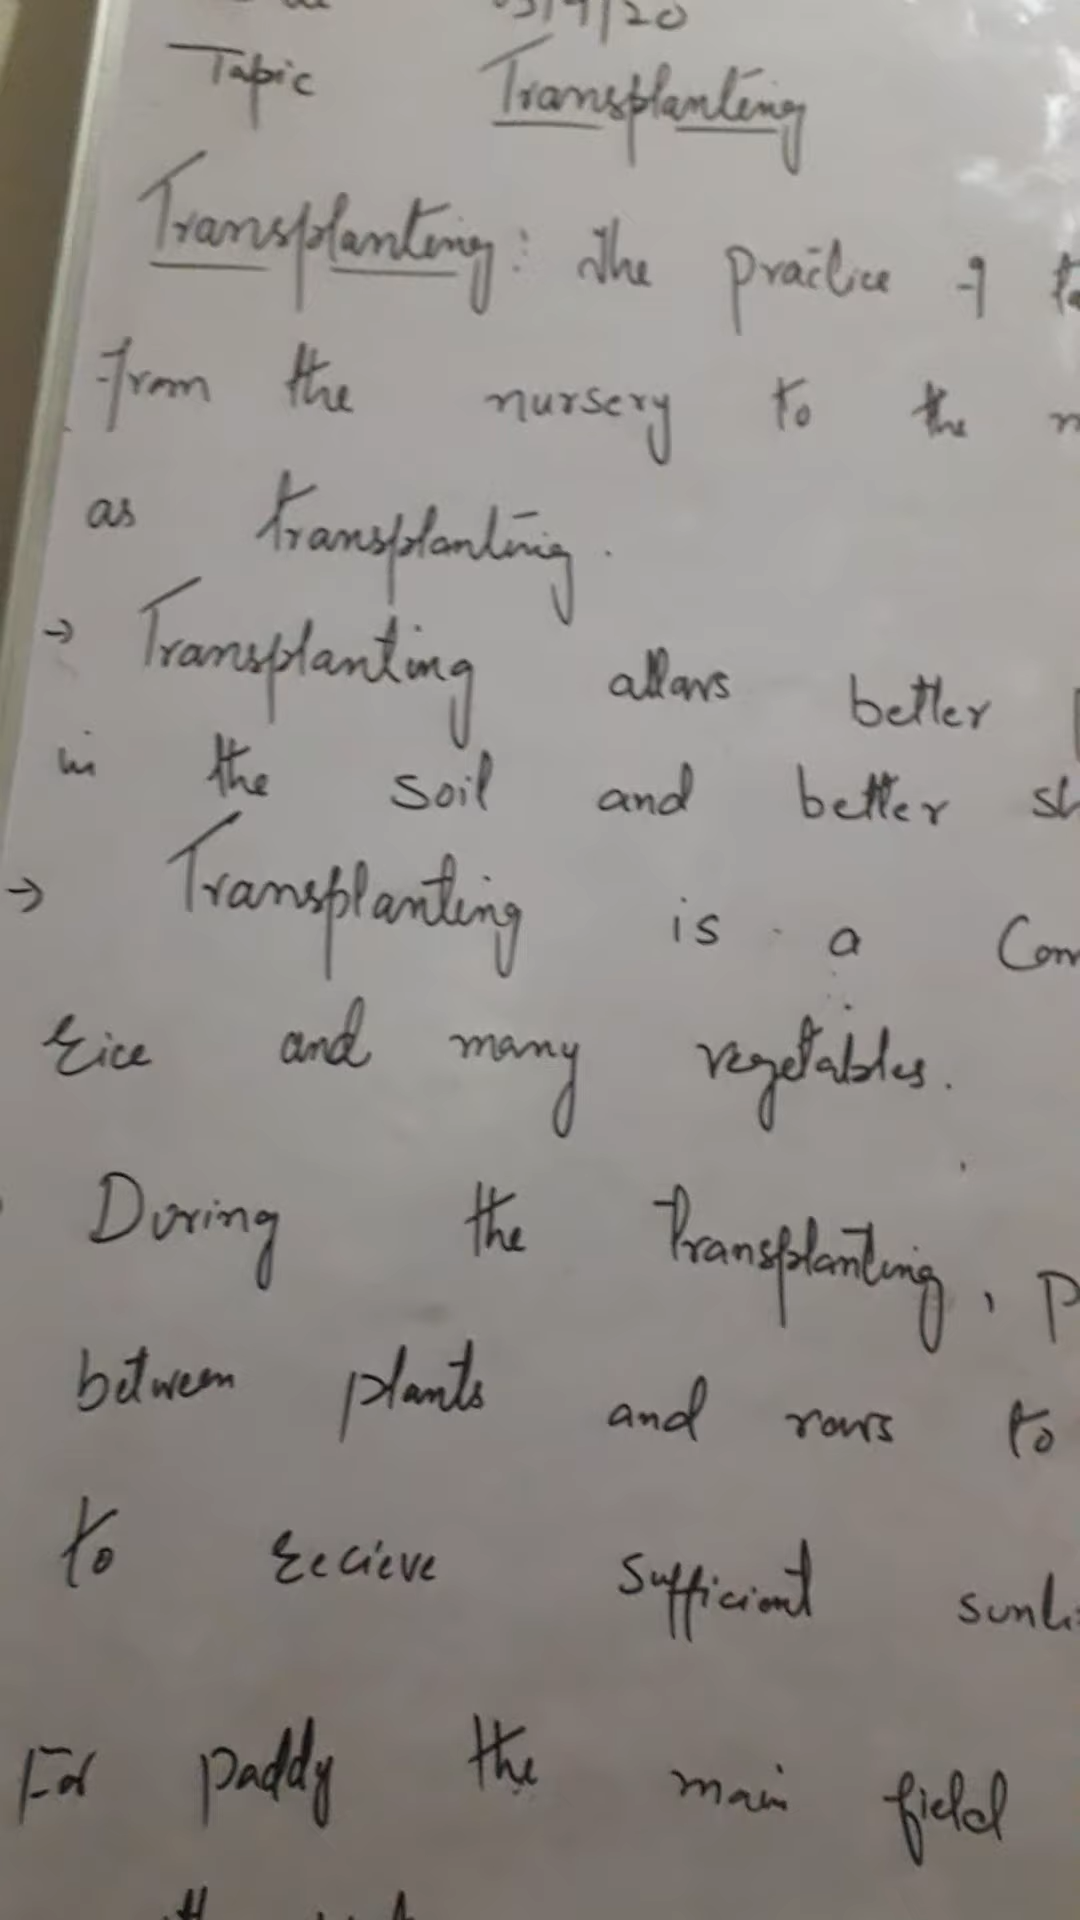 Topic Transplanting
Transplanting: The practice of
from the nursery to the
as transplanting.
→ Transplanting allows better
in the soil and better
→ Transplanting is a
rice and many vegetables.
During the transplanting,
between plants and rows to
to recieve sufficient
For paddy the main field